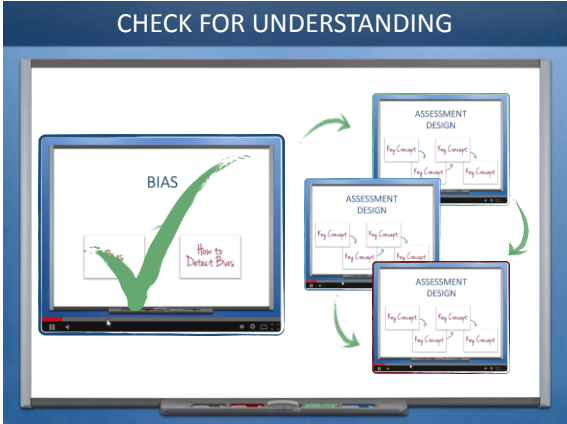 CHECK FOR UNDERSTANDING
BIAS
How to
Detect Bias
ASSESSMENT
DESIGN
Key Concept
Key Concept
Key Concept
Key Concept
ASSESSMENT
DESIGN
Key Concept
Key Concept
Key Concept
Key Concept
ASSESSMENT
DESIGN
Key Concept
Key Concept
Key Concept
Key Concept